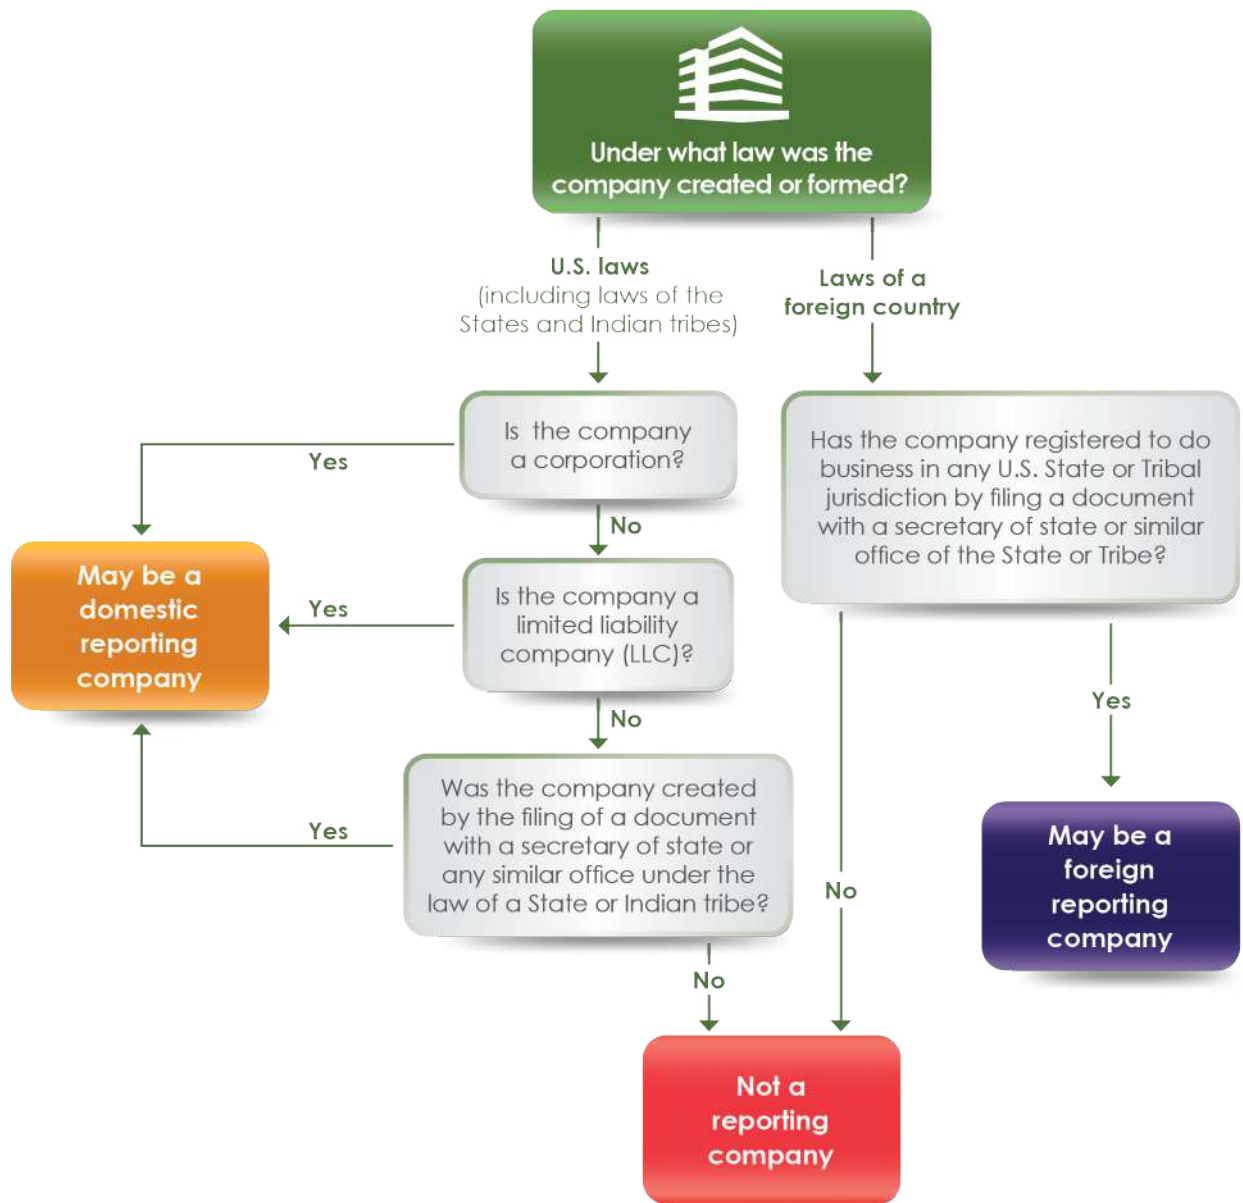 Under what law was the
company created or formed?
U.S. laws
(including laws of the
States and Indian tribes)
Laws of a
foreign country
Is the company
a corporation?
Yes
No
Has the company registered to do
business in any U.S. State or Tribal
jurisdiction by filing a document
with a secretary of state or similar
office of the State or Tribe?
May be a
domestic
reporting
company
Yes
Is the company a
limited liability
company (LLC)?
No
Yes
Was the company created
by the filing of a document
with a secretary of state or
any similar office under the
law of a State or Indian tribe?
Yes
No
May be a
foreign
reporting
company
No
Not a
reporting
company